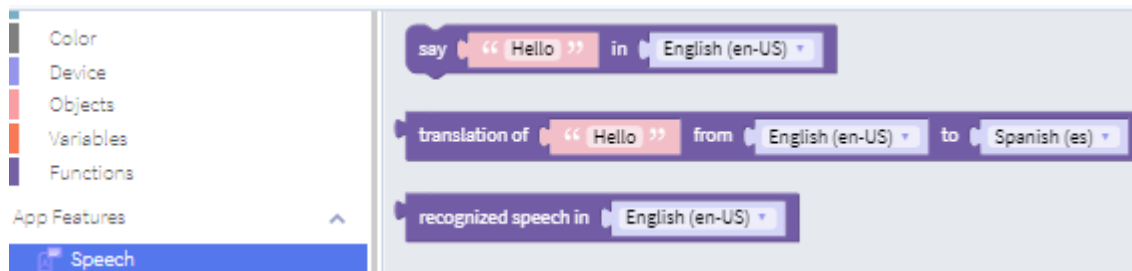 Color
Device
Objects
Variables
Functions
App Features
Speech
say “ Hello ” in English (en-US)
translation of “ Hello ” from English (en-US) to Spanish (es)
recognized speech in English (en-US)